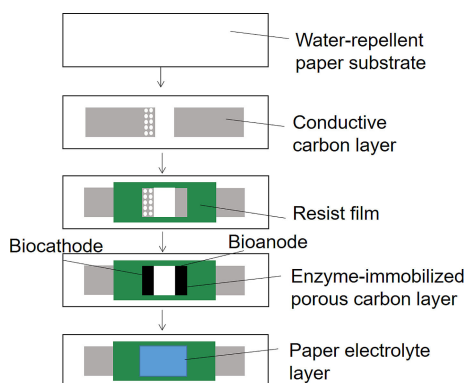 Water-repellent
paper substrate
Conductive
carbon layer
Resist film
Biocathode
Bioanode
Enzyme-immobilized
porous carbon layer
Paper electrolyte
layer